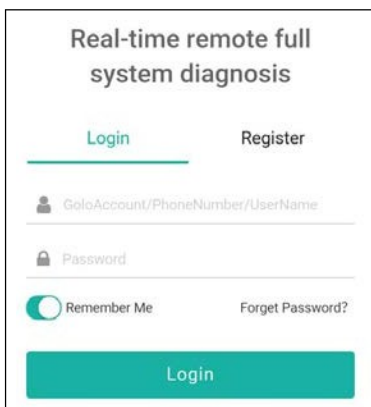 Real-time remote full
system diagnosis
Login Register
GoloAccount/PhoneNumber/UserName
Password
Remember Me Forget Password?
Login